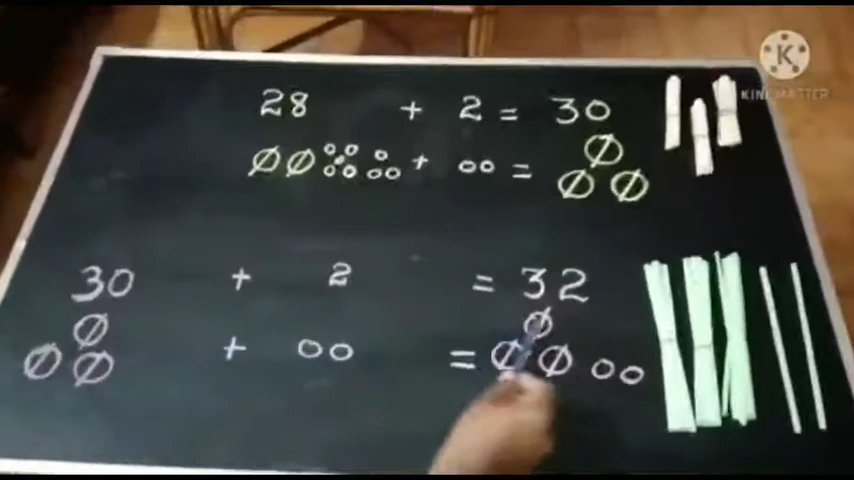 K
KINEMASTER
28 + 2 = 30
∅∅○○○○○○○○ + ○○ = ∅∅∅
30 + 2 = 32
∅∅∅ + ○○ = ∅∅∅○○